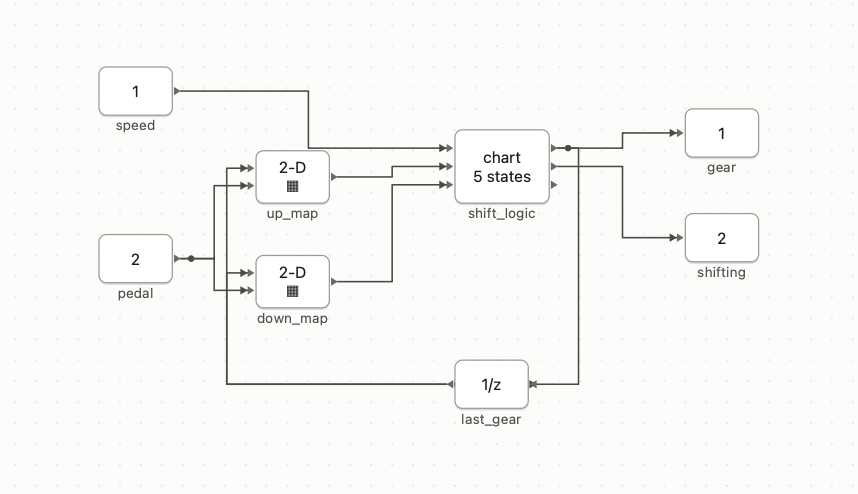 1
speed
2-D
up_map
chart
5 states
shift_logic
1
gear
2
pedal
2-D
down_map
2
shifting
1/z
last_gear